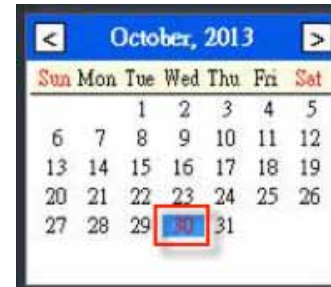 < October, 2013 >
Sun Mon Tue Wed Thu Fri Sat
1 2 3 4 5
6 7 8 9 10 11 12
13 14 15 16 17 18 19
20 21 22 23 24 25 26
27 28 29 30 31